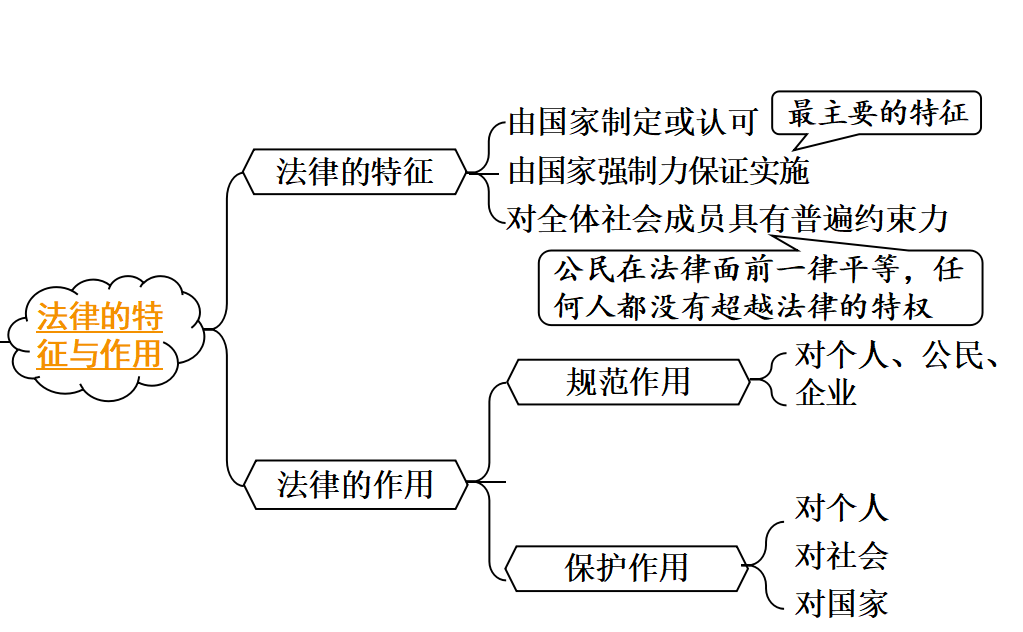 由国家制定或认可
最主要的特征
法律的特征
由国家强制力保证实施
对全体社会成员具有普遍约束力
公民在法律面前一律平等，任
何人都没有超越法律的特权
法律的特
征与作用
规范作用
对个人、公民、
企业
法律的作用
保护作用
对个人
对社会
对国家